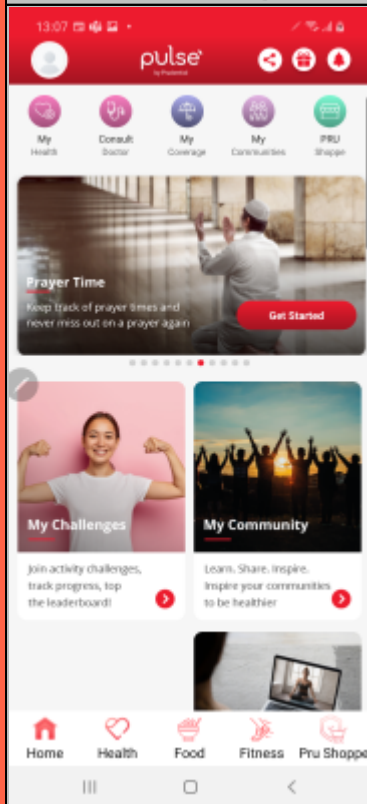 13:07
pulse
by Prudential
My
Health
Consult
Doctor
My
Coverage
My
Communities
PRU
Shoppe
Prayer Time
Keep track of prayer times and
never miss out on a prayer again
Get Started
My Challenges
Join activity challenges,
track progress, top
the leaderboard!
My Community
Learn. Share. Inspire.
Inspire your communities
to be healthier
Home
Health
Food
Fitness
Pru Shoppe